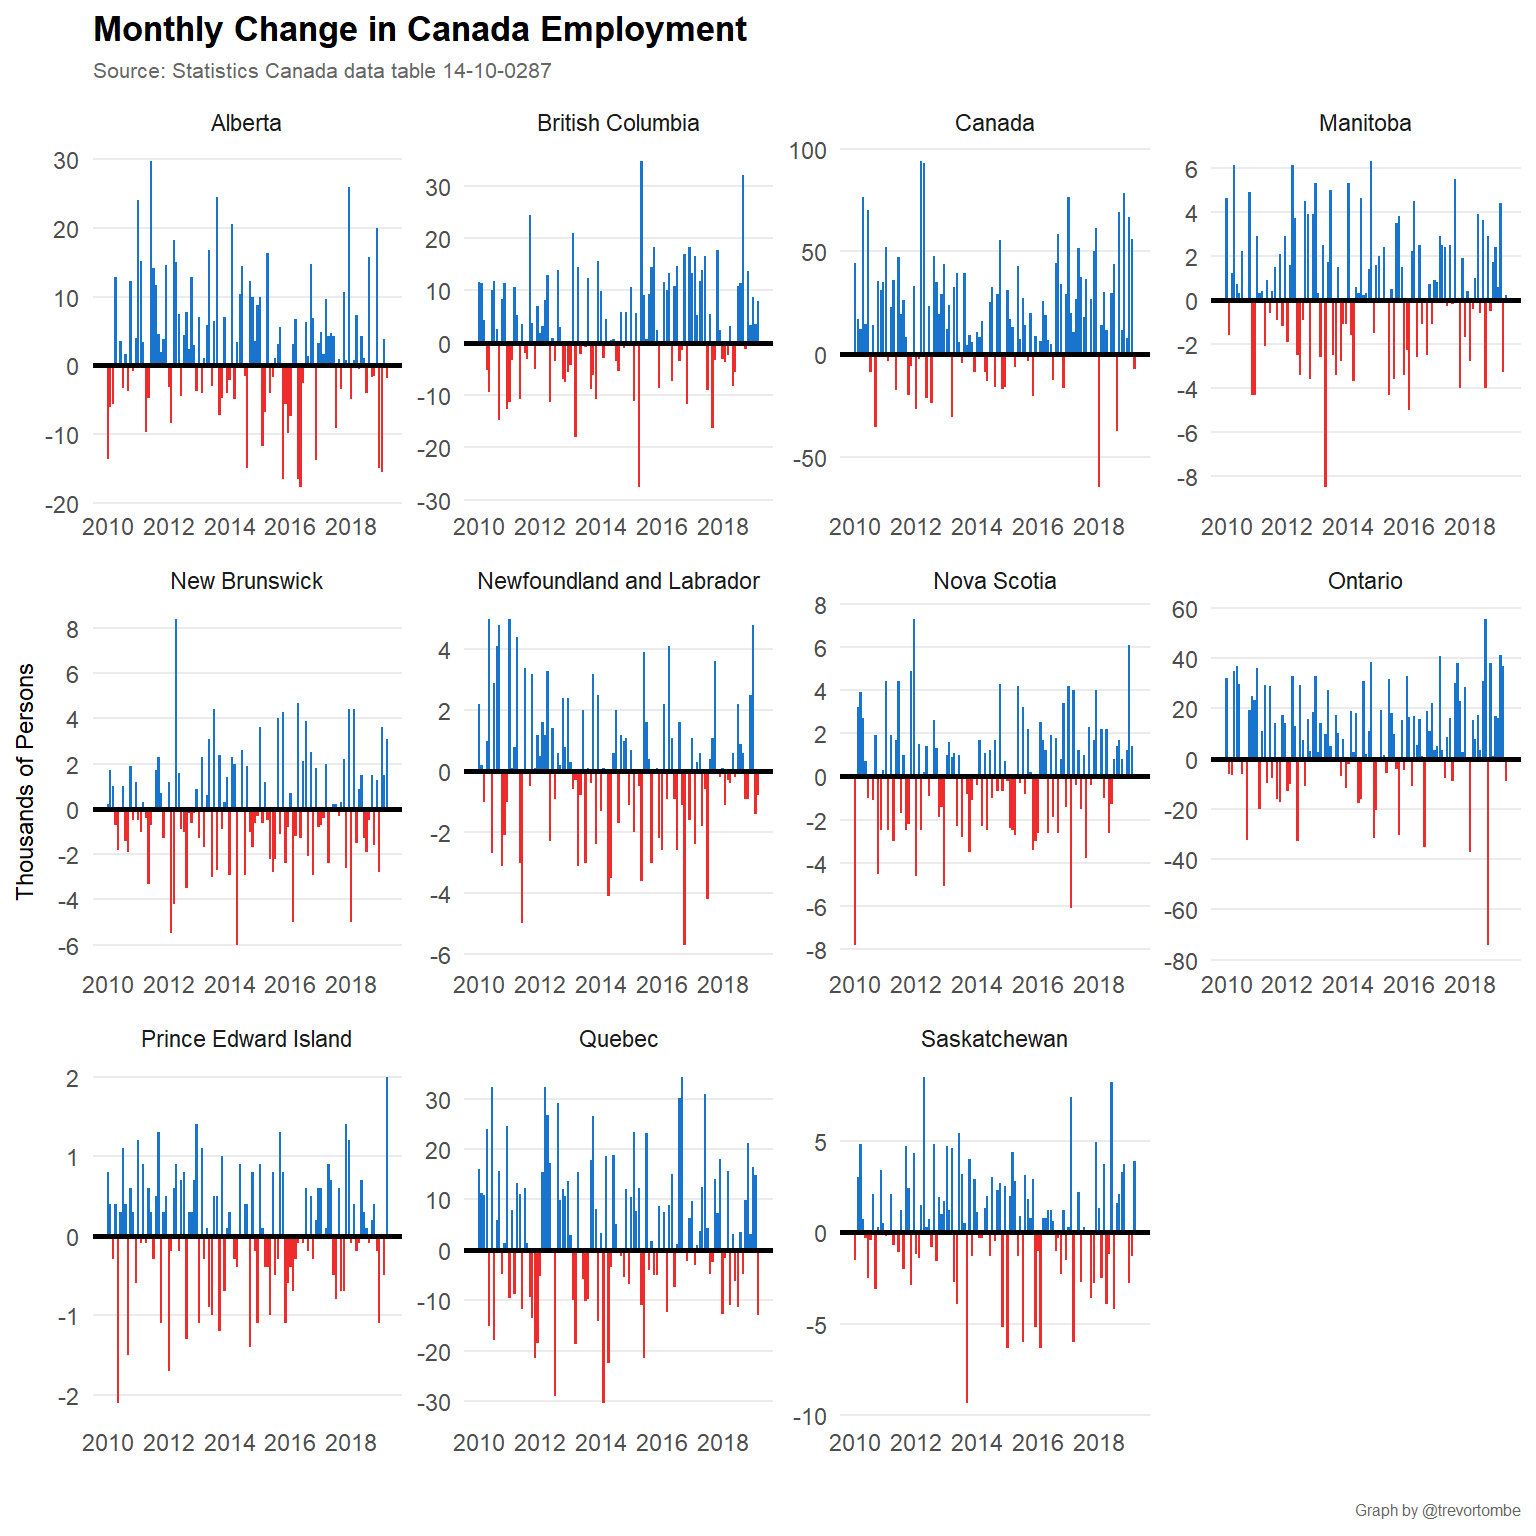 Monthly Change in Canada Employment
Source: Statistics Canada data table 14-10-0287
Alberta
British Columbia
Canada
Manitoba
30
20
10
0
-10
-20
30
20
10
0
-10
-20
-30
100
50
0
-50
6
4
2
0
-2
-4
-6
-8
2010 2012 2014 2016 2018
2010 2012 2014 2016 2018
2010 2012 2014 2016 2018
2010 2012 2014 2016 2018
Thousands of Persons
New Brunswick
Newfoundland and Labrador
Nova Scotia
Ontario
8
6
4
2
0
-2
-4
-6
4
2
0
-2
-4
-6
8
6
4
2
0
-2
-4
-6
-8
60
40
20
0
-20
-40
-60
-80
2010 2012 2014 2016 2018
2010 2012 2014 2016 2018
2010 2012 2014 2016 2018
2010 2012 2014 2016 2018
Prince Edward Island
Quebec
Saskatchewan
2
1
0
-1
-2
30
20
10
0
-10
-20
-30
5
0
-5
-10
2010 2012 2014 2016 2018
2010 2012 2014 2016 2018
2010 2012 2014 2016 2018
Graph by @trevortombe